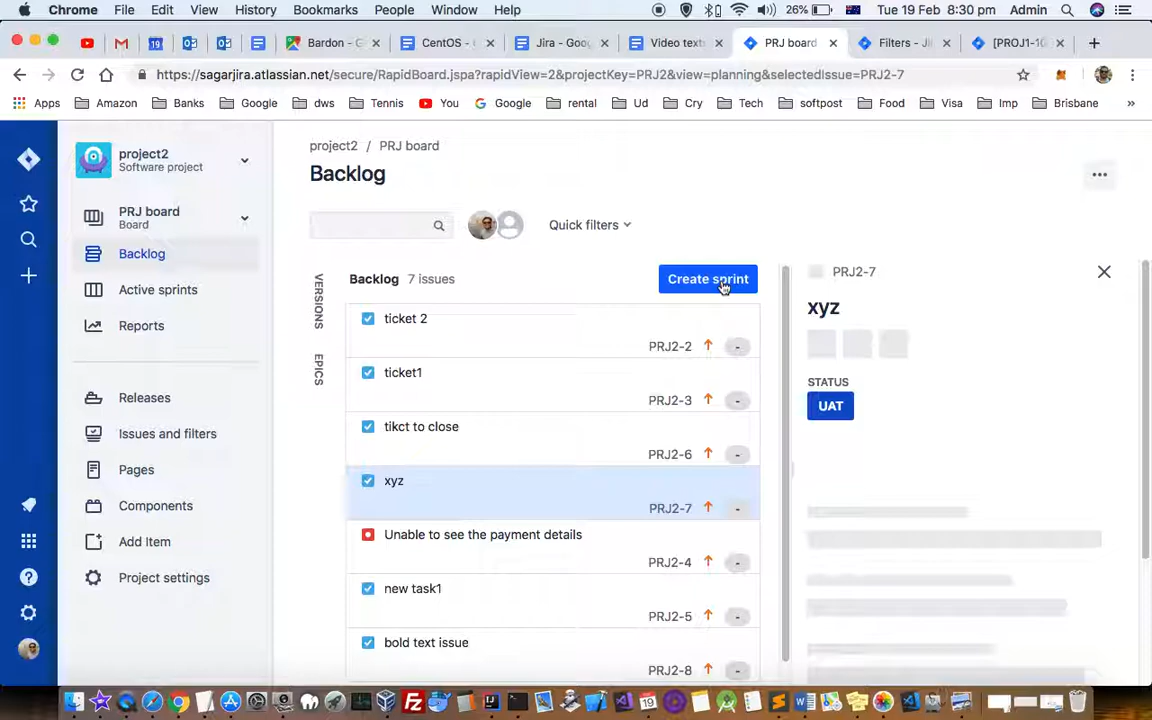 Chrome File Edit View History Bookmarks People Window Help 26% Tue 19 Feb 8:30 pm Admin
19 Bardon - G CentOS - Jira - Goog Video text PRJ board Filters - Ji [PROJ1-10
https://sagarjira.atlassian.net/secure/RapidBoard.jspa?rapidView=2&projectKey=PRJ2&view=planning&selectedIssue=PRJ2-7
Apps Amazon Banks Google dws Tennis You Google rental Ud Cry Tech softpost Food Visa Imp Brisbane »
project2
Software project
PRJ board
Board
Backlog
Active sprints
Reports
Releases
Issues and filters
Pages
Components
Add Item
Project settings
project2 / PRJ board
Backlog
Quick filters
VERSIONS
EPICS
Backlog 7 issues
Create sprint
ticket 2
PRJ2-2 -
ticket1
PRJ2-3 -
tikct to close
PRJ2-6 -
xyz
PRJ2-7 -
Unable to see the payment details
PRJ2-4 -
new task1
PRJ2-5 -
bold text issue
PRJ2-8 -
PRJ2-7
xyz
STATUS
UAT
19